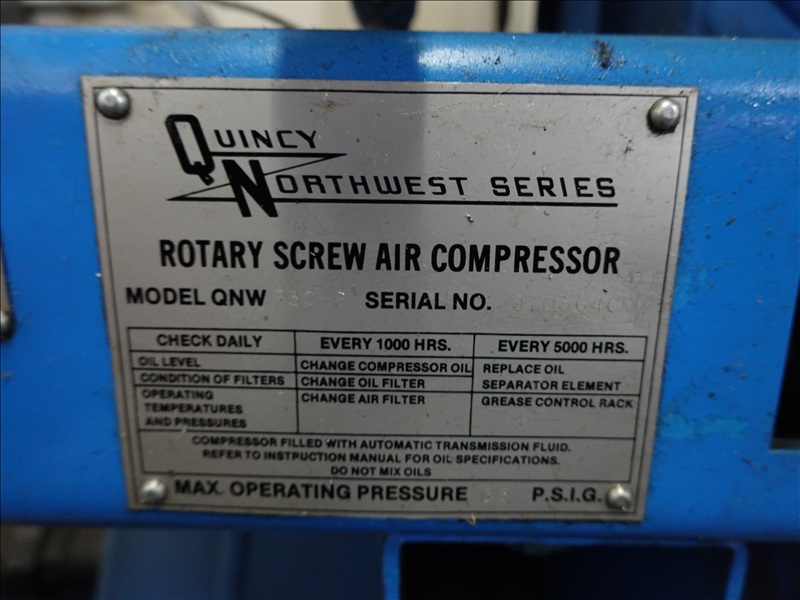 QUINCY
NORTHWEST SERIES
ROTARY SCREW AIR COMPRESSOR
MODEL QNW SERIAL NO.
CHECK DAILY EVERY 1000 HRS. EVERY 5000 HRS.
OIL LEVEL CHANGE COMPRESSOR OIL REPLACE OIL
CONDITION OF FILTERS CHANGE OIL FILTER SEPARATOR ELEMENT
OPERATING CHANGE AIR FILTER GREASE CONTROL RACK
TEMPERATURES
AND PRESSURES
COMPRESSOR FILLED WITH AUTOMATIC TRANSMISSION FLUID.
REFER TO INSTRUCTION MANUAL FOR OIL SPECIFICATIONS.
DO NOT MIX OILS
MAX. OPERATING PRESSURE P.S.I.G.